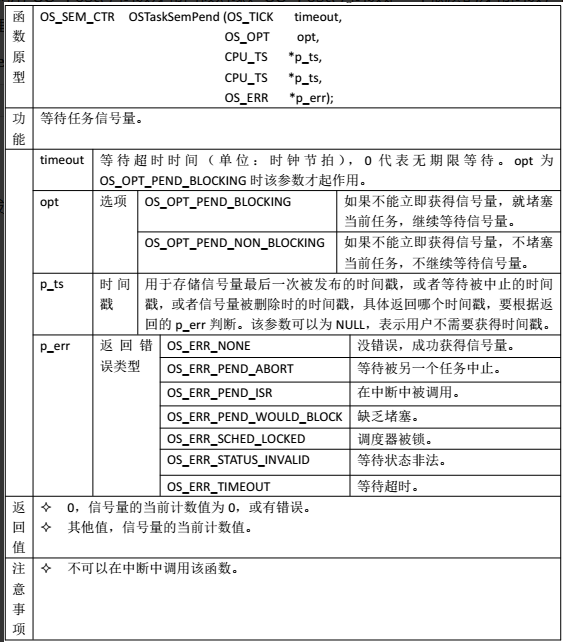 函数原型
OS_SEM_CTR OSTaskSemPend (OS_TICK timeout,
OS_OPT opt,
CPU_TS *p_ts,
CPU_TS *p_ts,
OS_ERR *p_err);
功能
等待任务信号量。
timeout
等待超时时间（单位：时钟节拍），0 代表无期限等待。opt 为
OS_OPT_PEND_BLOCKING 时该参数才起作用。
opt
选项
OS_OPT_PEND_BLOCKING
如果不能立即获得信号量，就堵塞
当前任务，继续等待信号量。
OS_OPT_PEND_NON_BLOCKING
如果不能立即获得信号量，不堵塞
当前任务，不继续等待信号量。
p_ts
时间
戳
用于存储信号量最后一次被发布的时间戳，或者等待被中止的时间
戳，或者信号量被删除时的时间戳，具体返回哪个时间戳，要根据返
回的 p_err 判断。该参数可以为 NULL，表示用户不需要获得时间戳。
p_err
返回错
误类型
OS_ERR_NONE
没错误，成功获得信号量。
OS_ERR_PEND_ABORT
等待被另一个任务中止。
OS_ERR_PEND_ISR
在中断中被调用。
OS_ERR_PEND_WOULD_BLOCK
缺乏堵塞。
OS_ERR_SCHED_LOCKED
调度器被锁。
OS_ERR_STATUS_INVALID
等待状态非法。
OS_ERR_TIMEOUT
等待超时。
返回值
✧ 0，信号量的当前计数值为 0，或有错误。
✧ 其他值，信号量的当前计数值。
注意事项
✧ 不可以在中断中调用该函数。